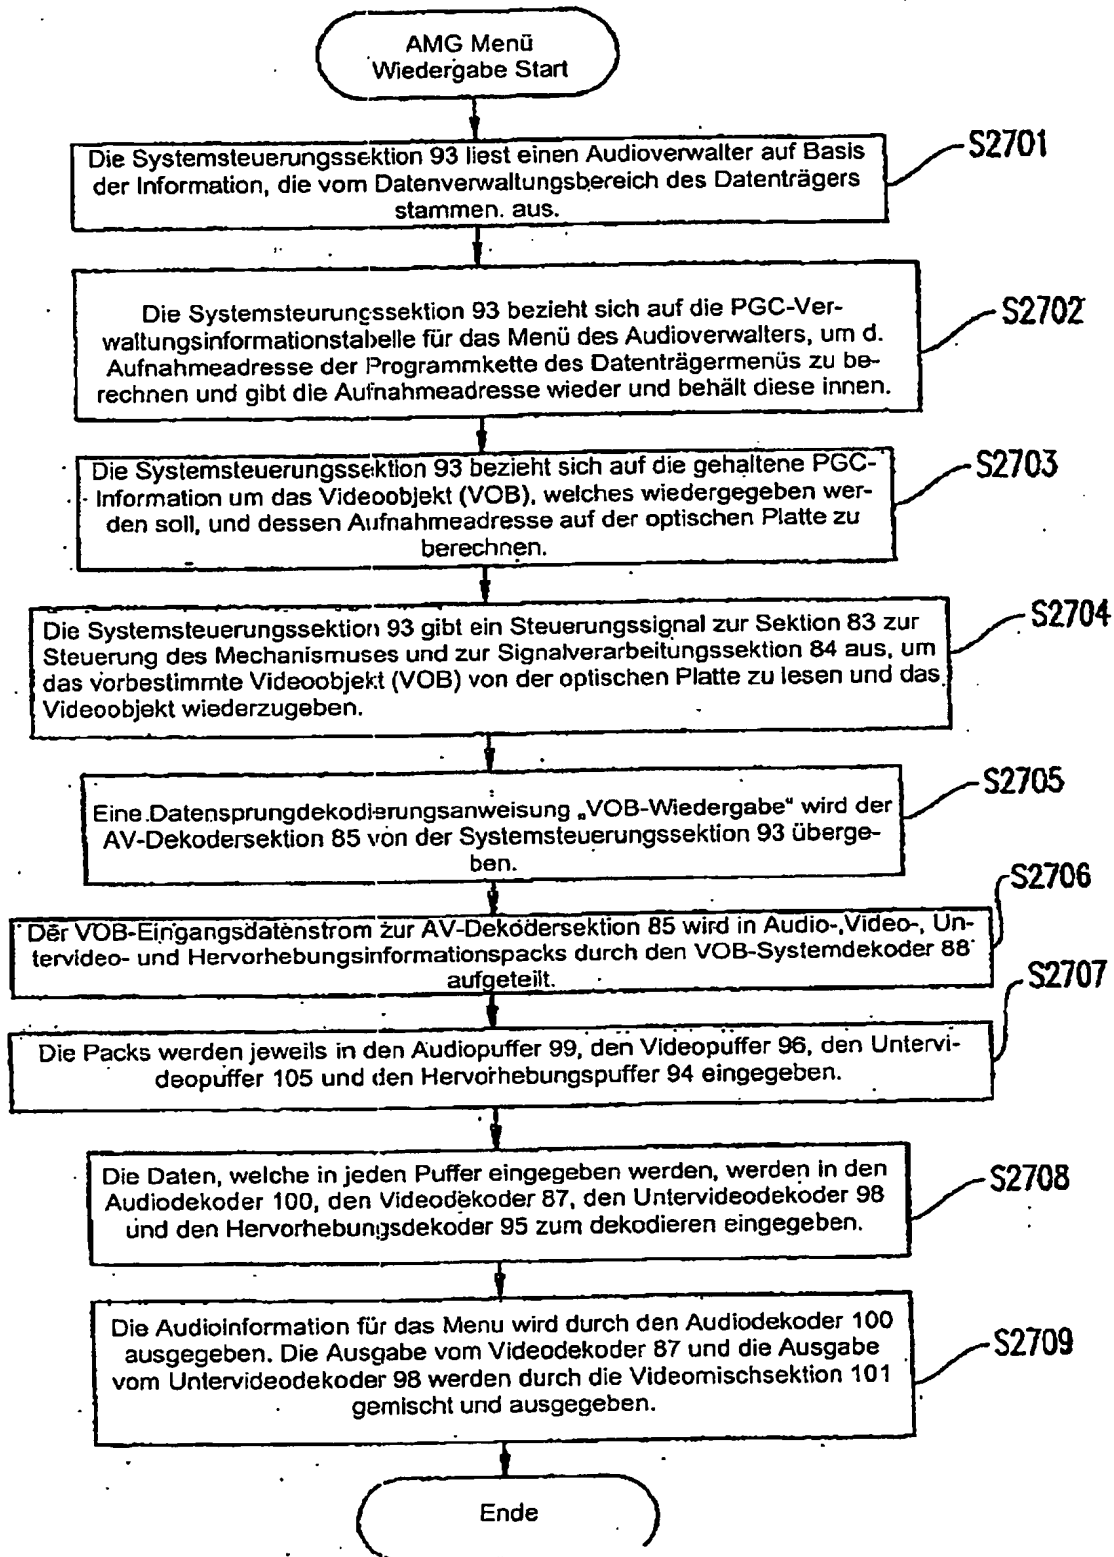 AMG Menü
Wiedergabe Start
Die Systemsteuerungssektion 93 liest einen Audioverwalter auf Basis
der Information, die vom Datenverwaltungsbereich des Datenträgers
stammen. aus.
S2701
Die Systemsteurungssektion 93 bezieht sich auf die PGC-Ver-
waltungsinformationstabelle für das Menü des Audioverwalters, um d.
Aufnahmeadresse der Programmkette des Datenträgermenüs zu be-
rechnen und gibt die Aufnahmeadresse wieder und behält diese innen.
S2702
Die Systemsteuerungssektion 93 bezieht sich auf die gehaltene PGC-
Information um das Videoobjekt (VOB), welches wiedergegeben wer-
den soll, und dessen Aufnahmeadresse auf der optischen Platte zu
berechnen.
S2703
Die Systemsteuerungssektion 93 gibt ein Steuerungssignal zur Sektion 83 zur
Steuerung des Mechanismuses und zur Signalverarbeitungssektion 84 aus, um
das vorbestimmte Videoobjekt (VOB) von der optischen Platte zu lesen und das
Videoobjekt wiederzugeben.
S2704
Eine Datensprungdekodierungsanweisung „VOB-Wiedergabe“ wird der
AV-Dekodersektion 85 von der Systemsteuerungssektion 93 überge-
ben.
S2705
Der VOB-Eingangsdatenstrom zur AV-Dekodersektion 85 wird in Audio-,Video-, Un-
tervideo- und Hervorhebungsinformationspacks durch den VOB-Systemdekoder 88
aufgeteilt.
S2706
Die Packs werden jeweils in den Audiopuffer 99, den Videopuffer 96, den Untervi-
deopuffer 105 und den Hervorhebungspuffer 94 eingegeben.
S2707
Die Daten, welche in jeden Puffer eingegeben werden, werden in den
Audiodekoder 100, den Videodekoder 87, den Untervideodekoder 98
und den Hervorhebungsdekoder 95 zum dekodieren eingegeben.
S2708
Die Audioinformation für das Menu wird durch den Audiodekoder 100
ausgegeben. Die Ausgabe vom Videodekoder 87 und die Ausgabe
vom Untervideodekoder 98 werden durch die Videomischsektion 101
gemischt und ausgegeben.
S2709
Ende